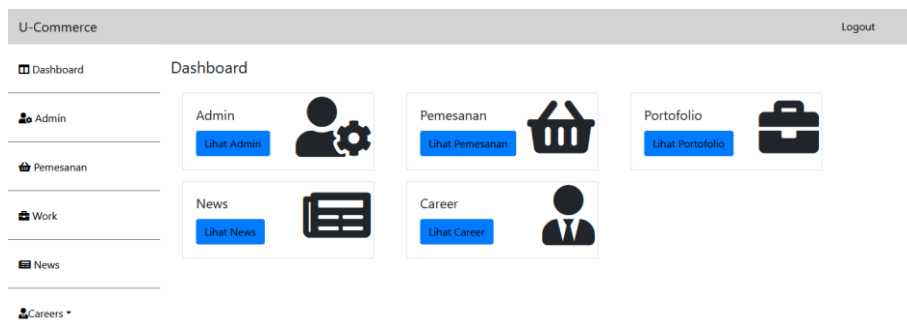 U-Commerce
Logout
Dashboard
Admin
Pemesanan
Work
News
Careers
Dashboard
Admin
Lihat Admin
Pemesanan
Lihat Pemesanan
Portofolio
Lihat Portofolio
News
Lihat News
Career
Lihat Career